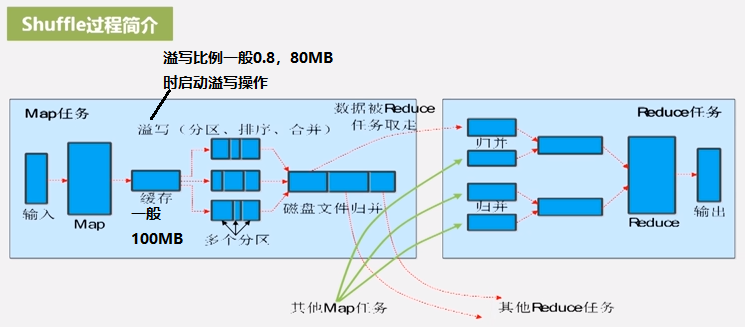 Shuffle过程简介
溢写比例一般0.8，80MB
时启动溢写操作
Map任务
溢写（分区、排序、合并）
数据被Reduce
任务取走
Reduce任务
归并
输入
Map
缓存
一般
100MB
多个分区
磁盘文件归并
归并
Reduce
输出
其他Map任务
其他Reduce任务